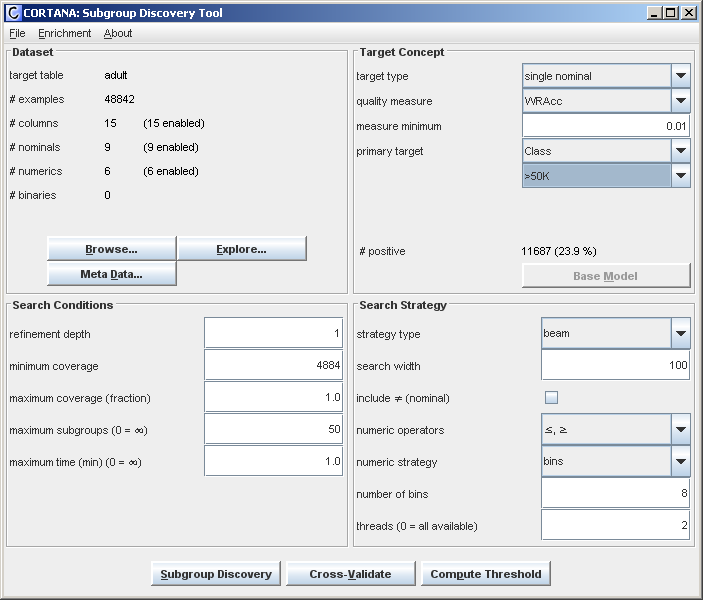 CORTANA: Subgroup Discovery Tool
File Enrichment About
Dataset
target table adult
# examples 48842
# columns 15 (15 enabled)
# nominals 9 (9 enabled)
# numerics 6 (6 enabled)
# binaries 0
Browse... Explore...
Meta Data...
Target Concept
target type single nominal
quality measure WRAcc
measure minimum 0.01
primary target Class
>50K
# positive 11687 (23.9 %)
Base Model
Search Conditions
refinement depth 1
minimum coverage 4884
maximum coverage (fraction) 1.0
maximum subgroups (0 = ∞) 50
maximum time (min) (0 = ∞) 1.0
Search Strategy
strategy type beam
search width 100
include ≠ (nominal)
numeric operators ≤, ≥
numeric strategy bins
number of bins 8
threads (0 = all available) 2
Subgroup Discovery Cross-Validate Compute Threshold